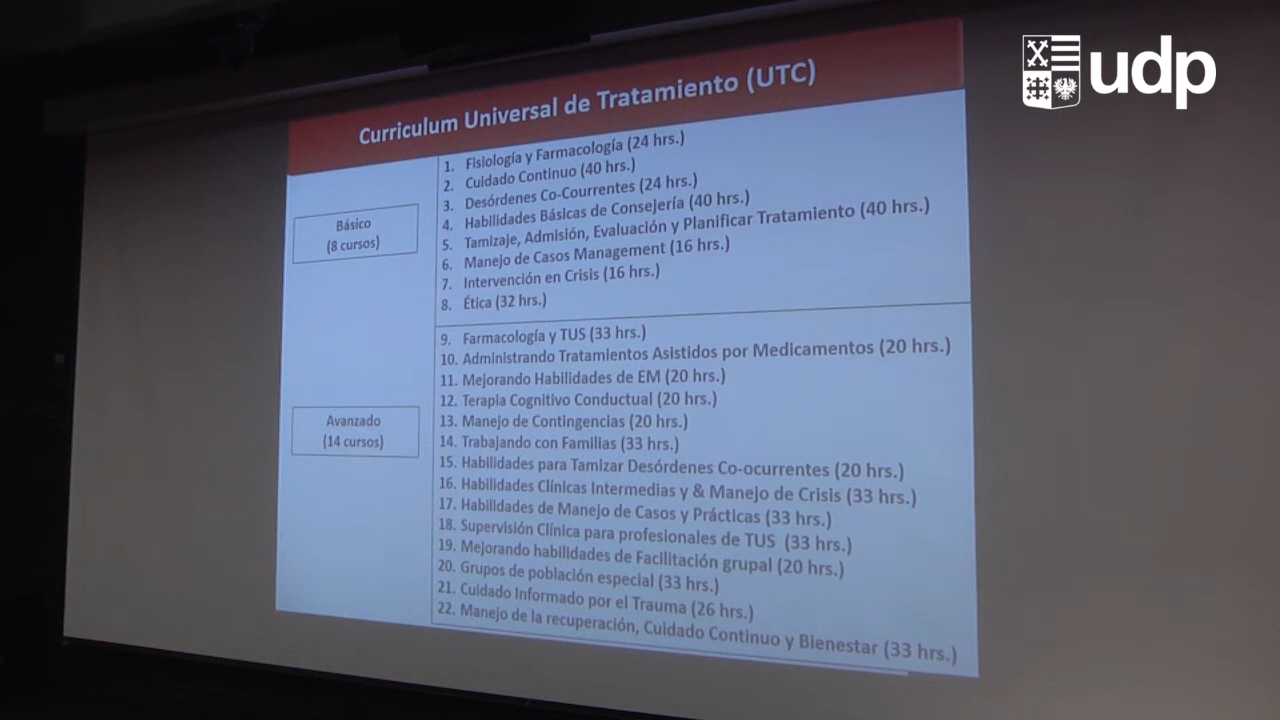 udp
Curriculum Universal de Tratamiento (UTC)
Básico
(8 cursos)
1. Fisiología y Farmacología (24 hrs.)
2. Cuidado Continuo (40 hrs.)
3. Desórdenes Co-Courrentes (24 hrs.)
4. Habilidades Básicas de Consejería (40 hrs.)
5. Tamizaje, Admisión, Evaluación y Planificar Tratamiento (40 hrs.)
6. Manejo de Casos Management (16 hrs.)
7. Intervención en Crisis (16 hrs.)
8. Ética (32 hrs.)
Avanzado
(14 cursos)
9. Farmacología y TUS (33 hrs.)
10. Administrando Tratamientos Asistidos por Medicamentos (20 hrs.)
11. Mejorando Habilidades de EM (20 hrs.)
12. Terapia Cognitivo Conductual (20 hrs.)
13. Manejo de Contingencias (20 hrs.)
14. Trabajando con Familias (33 hrs.)
15. Habilidades para Tamizar Desórdenes Co-ocurrentes (20 hrs.)
16. Habilidades Clínicas Intermedias y & Manejo de Crisis (33 hrs.)
17. Habilidades de Manejo de Casos y Prácticas (33 hrs.)
18. Supervisión Clínica para profesionales de TUS (33 hrs.)
19. Mejorando habilidades de Facilitación grupal (20 hrs.)
20. Grupos de población especial (33 hrs.)
21. Cuidado Informado por el Trauma (26 hrs.)
22. Manejo de la recuperación, Cuidado Continuo y Bienestar (33 hrs.)